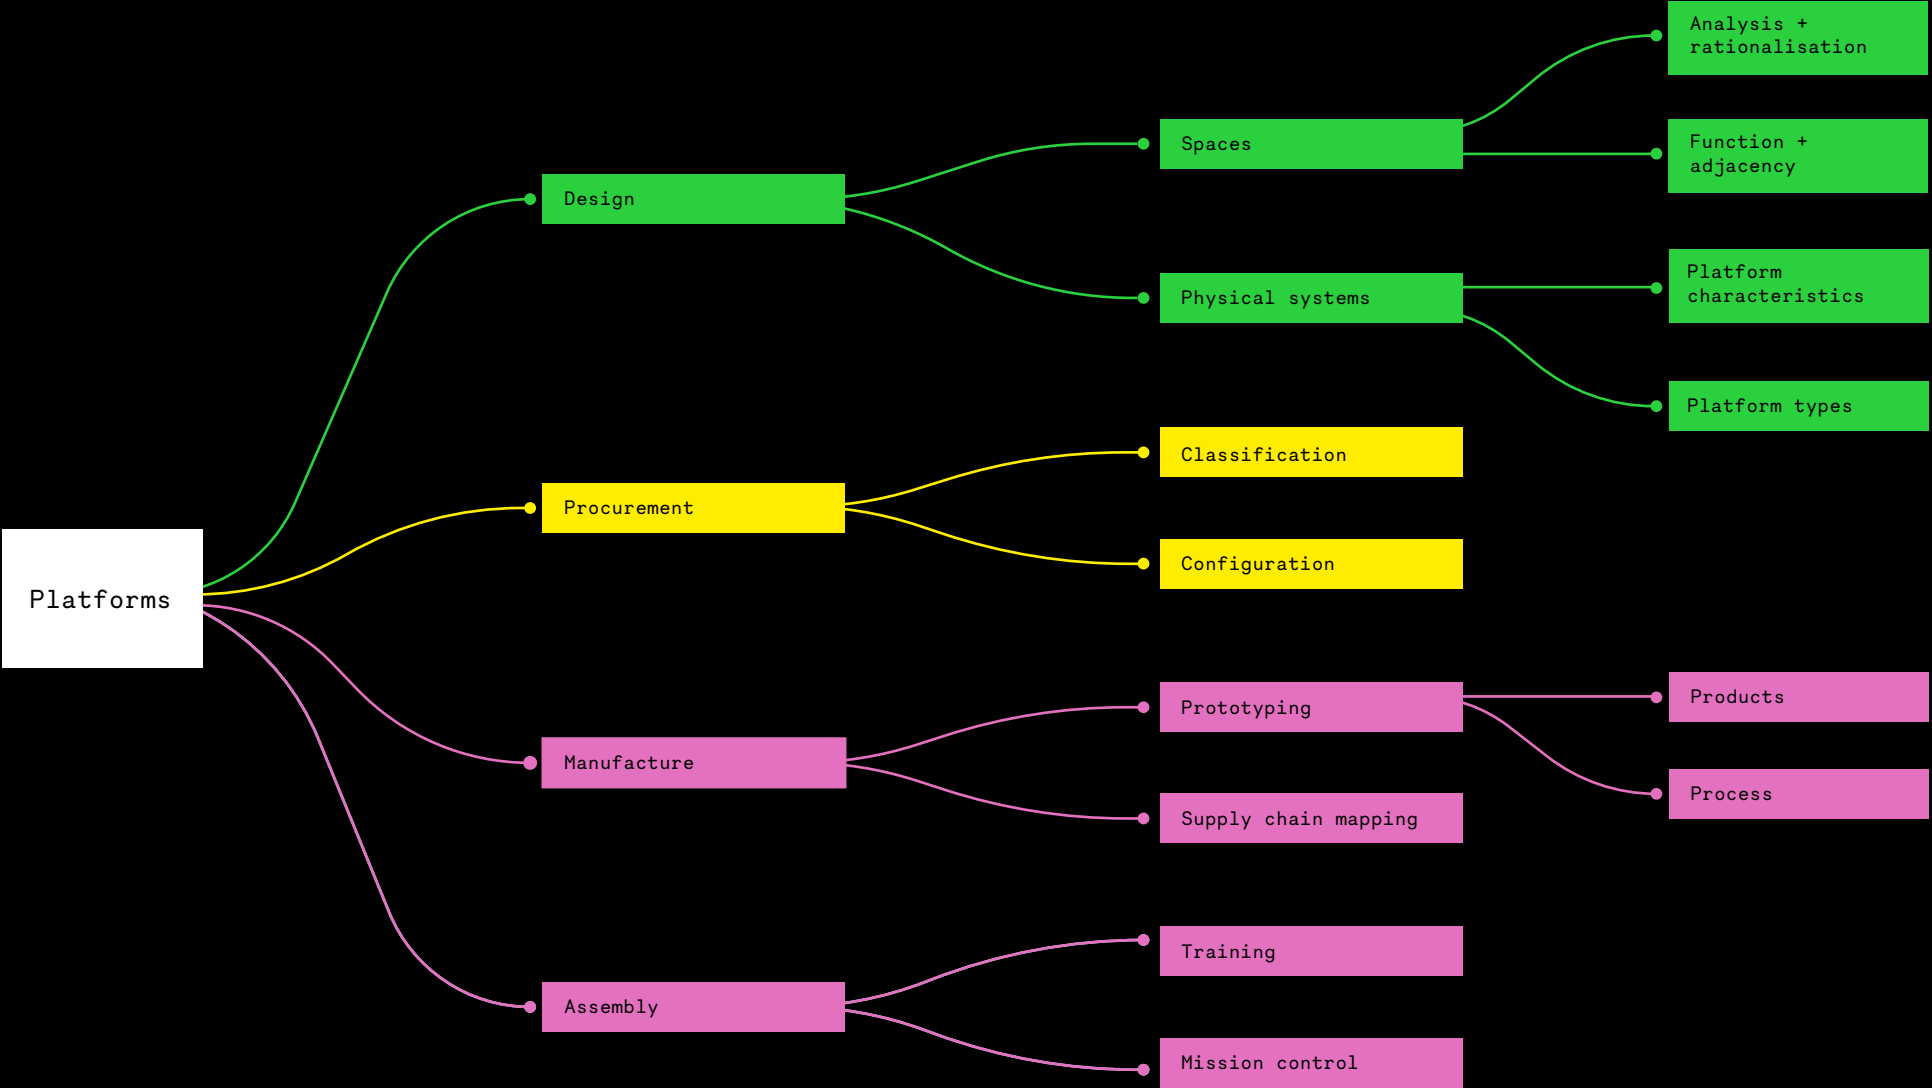 Platforms
Design
Spaces
Analysis +
rationalisation
Function +
adjacency
Physical systems
Platform
characteristics
Platform types
Procurement
Classification
Configuration
Manufacture
Prototyping
Products
Process
Supply chain mapping
Assembly
Training
Mission control